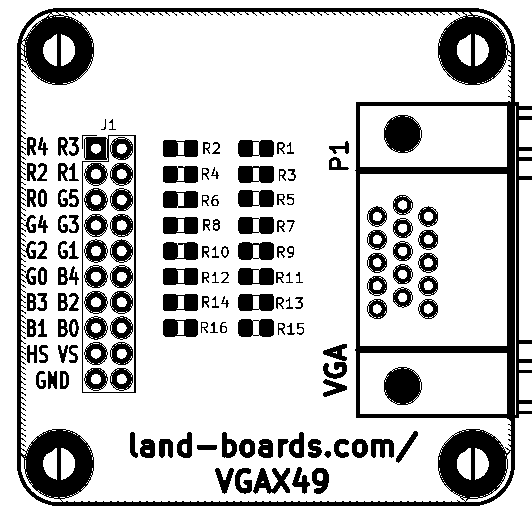 J1
R4 R3 R2 R1 P1
R2 R1 R4 R3
R0 G5 R6 R5
G4 G3 R8 R7
G2 G1 R10 R9
G0 B4 R12 R11
B3 B2 R14 R13
B1 B0 R16 R15
HS VS VGA
GND
land-boards.com/
VGAX49